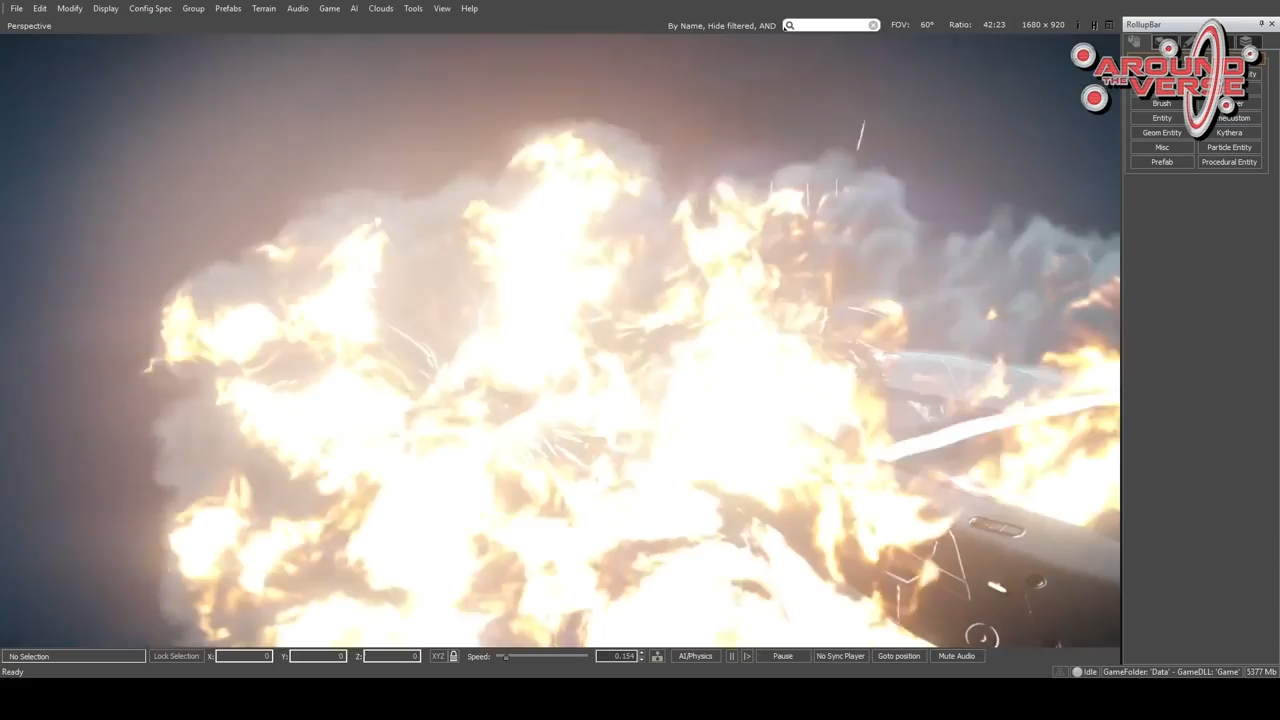 File Edit Modify Display Config Spec Group Prefabs Terrain Audio Game AI Clouds Tools View Help
Perspective
By Name, Hide filtered, AND
FOV: 60° Ratio: 42:23 1680 x 920
RollupBar
AROUND
THE VERSE
Brush
Entity
Geom Entity Kythera
Misc Particle Entity
Prefab Procedural Entity
No Selection Lock Selection X: 0 Y: 0 Z: 0 XYZ Speed: 0.154 AI/Physics Pause No Sync Player Goto position Mute Audio
Ready
Idle GameFolder: 'Data' - GameDLL: 'Game' 5377 Mb